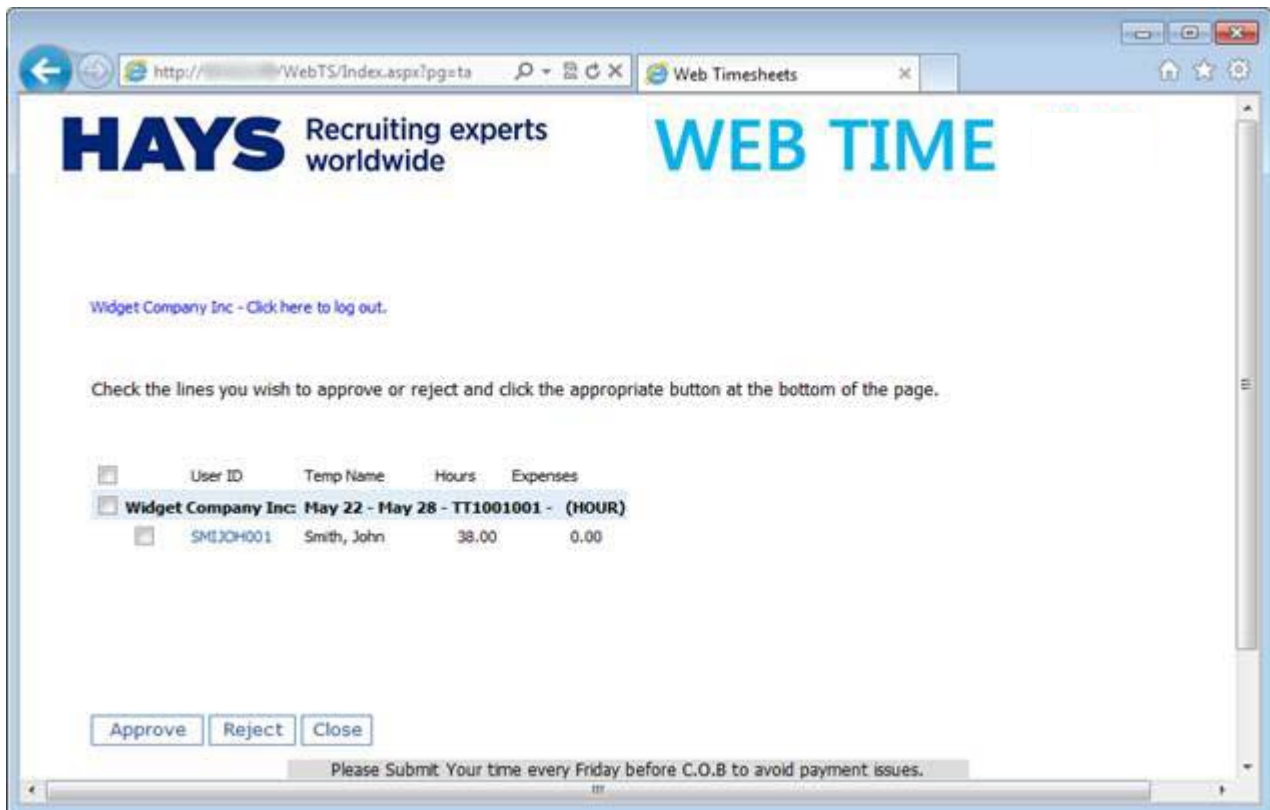 http:// /WebTS/Index.aspx?pg=ta
Web Timesheets
HAYS Recruiting experts worldwide
WEB TIME
Widget Company Inc - Click here to log out.
Check the lines you wish to approve or reject and click the appropriate button at the bottom of the page.
User ID Temp Name Hours Expenses
Widget Company Inc: May 22 - May 28 - TT1001001 - (HOUR)
SMIJOH001 Smith, John 38.00 0.00
Approve Reject Close
Please Submit Your time every Friday before C.O.B to avoid payment issues.